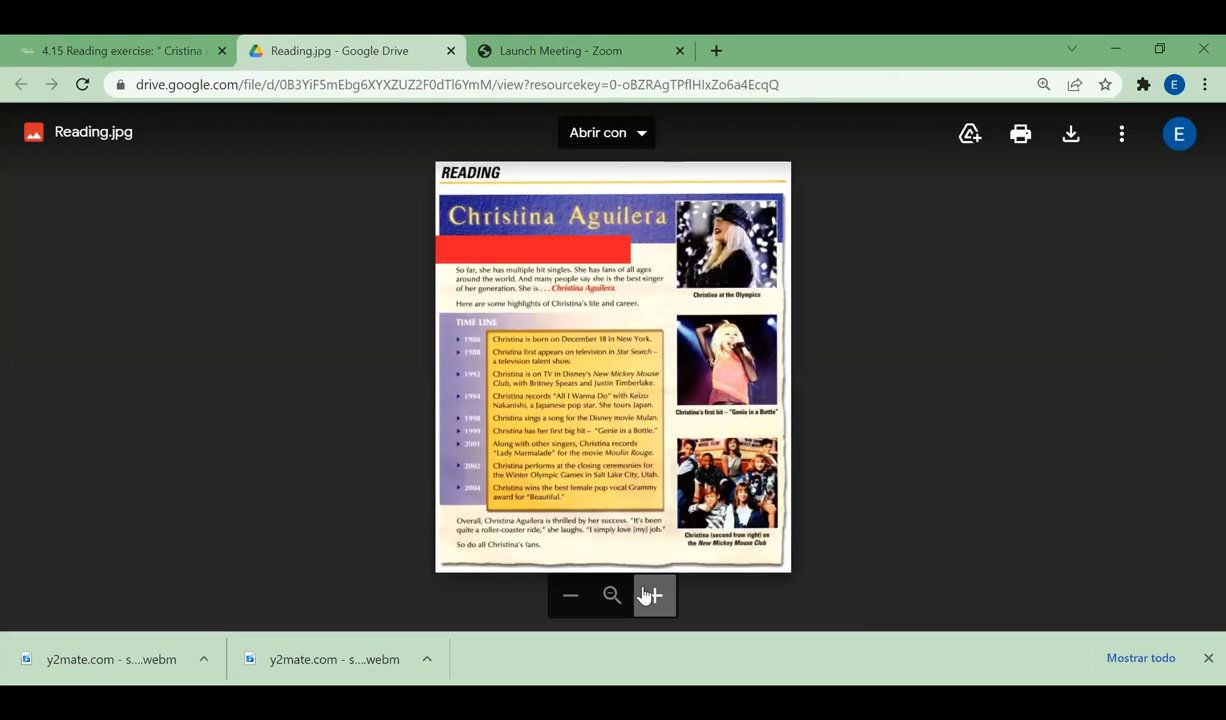 4.15 Reading exercise: " Cristina
Reading.jpg - Google Drive
Launch Meeting - Zoom
drive.google.com/file/d/0B3YiF5mEbg6XYXZUZ2F0dTl6YmM/view?resourcekey=0-oBZRAgTPflHIxZo6a4EcqQ
E
Reading.jpg
Abrir con
E
READING
Christina Aguilera
So far, she has multiple hit singles. She has fans of all ages
around the world. And many people say she is the best singer
of her generation. She is . . . Christina Aguilera.
Here are some highlights of Christina's life and career.
Christina at the Olympics
TIME LINE
1980 Christina is born on December 18 in New York.
1988 Christina first appears on television in Star Search –
a television talent show.
1992 Christina is on TV in Disney's New Mickey Mouse
Club, with Britney Spears and Justin Timberlake.
1994 Christina records "All I Wanna Do" with Keizo
Nakanishi, a Japanese pop star. She tours Japan.
1998 Christina sings a song for the Disney movie Mulan.
1999 Christina has her first big hit – "Genie in a Bottle."
2001 Along with other singers, Christina records
"Lady Marmalade" for the movie Moulin Rouge.
2002 Christina performs at the closing ceremonies for
the Winter Olympic Games in Salt Lake City, Utah.
2004 Christina wins the best female pop vocal Grammy
award for "Beautiful."
Christina's first hit – "Genie in a Bottle"
Christina (second from right) on
the New Mickey Mouse Club
Overall, Christina Aguilera is thrilled by her success. "It's been
quite a roller-coaster ride," she laughs. "I simply love [my] job."
So do all Christina's fans.
y2mate.com - s....webm
y2mate.com - s....webm
Mostrar todo